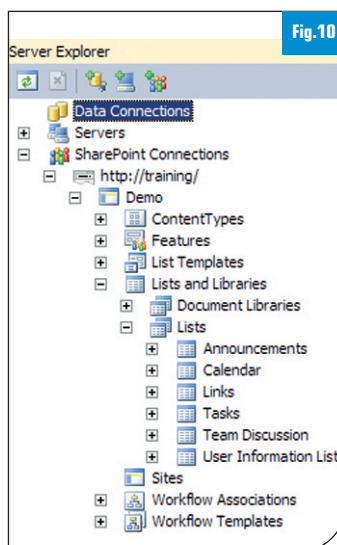 Fig.10
Server Explorer
Data Connections
Servers
SharePoint Connections
http://training/
Demo
ContentTypes
Features
List Templates
Lists and Libraries
Document Libraries
Lists
Announcements
Calendar
Links
Tasks
Team Discussion
User Information List
Sites
Workflow Associations
Workflow Templates